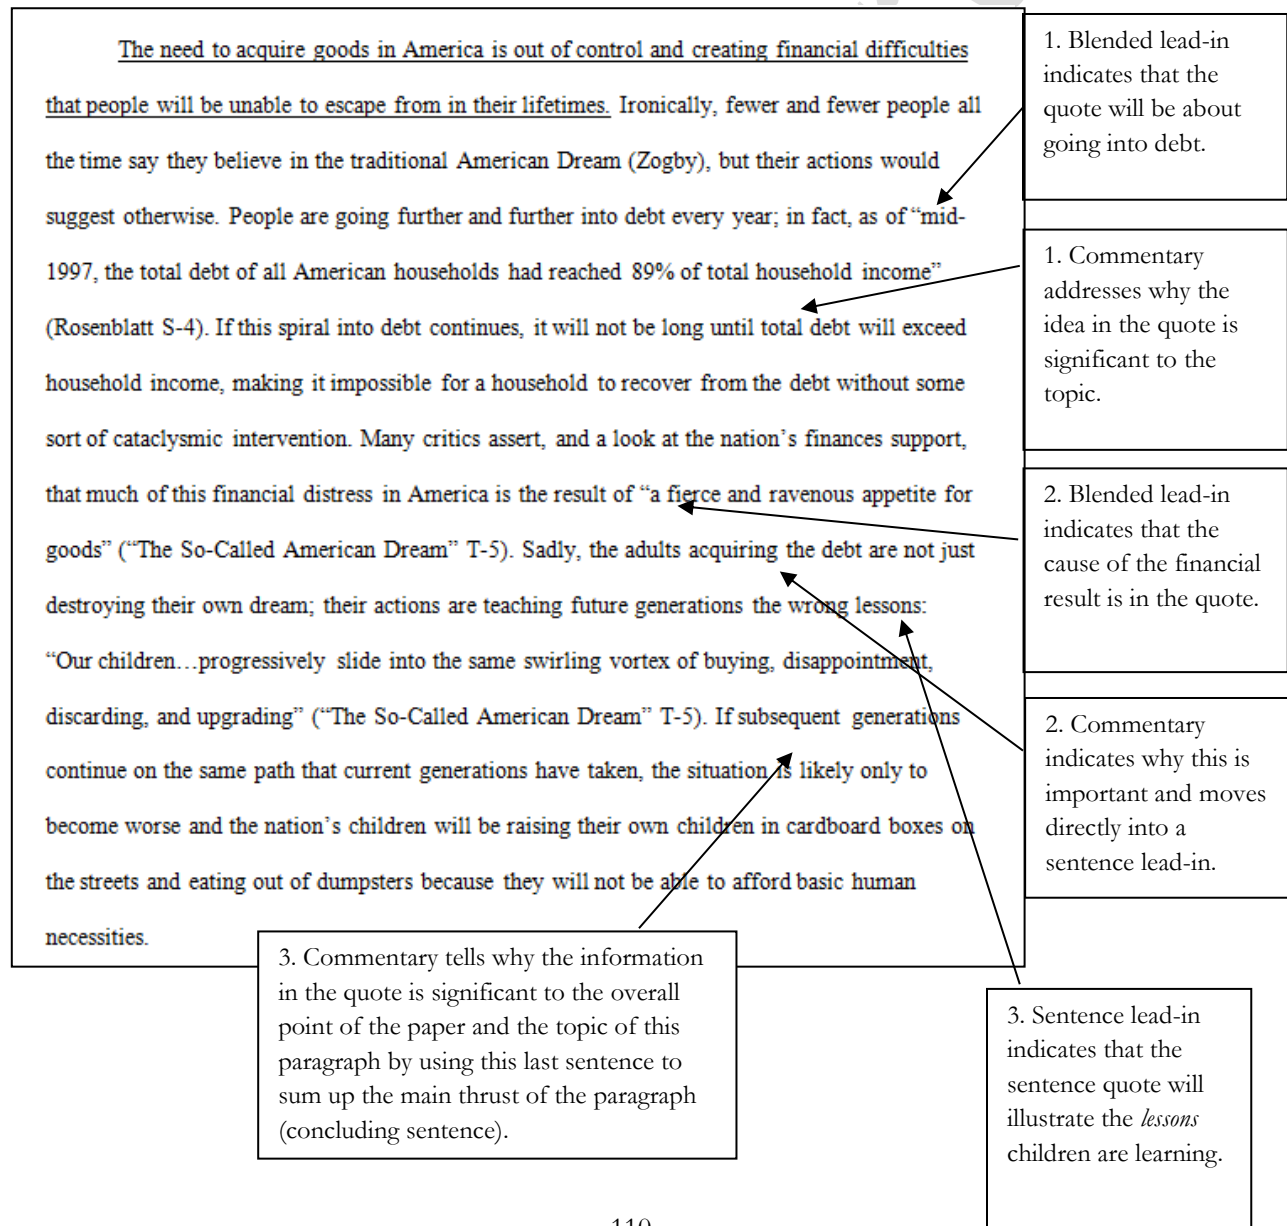 The need to acquire goods in America is out of control and creating financial difficulties
that people will be unable to escape from in their lifetimes. Ironically, fewer and fewer people all
the time say they believe in the traditional American Dream (Zogby), but their actions would
suggest otherwise. People are going further and further into debt every year; in fact, as of “mid-
1997, the total debt of all American households had reached 89% of total household income”
(Rosenblatt S-4). If this spiral into debt continues, it will not be long until total debt will exceed
household income, making it impossible for a household to recover from the debt without some
sort of cataclysmic intervention. Many critics assert, and a look at the nation’s finances support,
that much of this financial distress in America is the result of “a fierce and ravenous appetite for
goods” (“The So-Called American Dream” T-5). Sadly, the adults acquiring the debt are not just
destroying their own dream; their actions are teaching future generations the wrong lessons:
“Our children…progressively slide into the same swirling vortex of buying, disappointment,
discarding, and upgrading” (“The So-Called American Dream” T-5). If subsequent generations
continue on the same path that current generations have taken, the situation is likely only to
become worse and the nation’s children will be raising their own children in cardboard boxes on
the streets and eating out of dumpsters because they will not be able to afford basic human
necessities.
1. Blended lead-in
indicates that the
quote will be about
going into debt.
1. Commentary
addresses why the
idea in the quote is
significant to the
topic.
2. Blended lead-in
indicates that the
cause of the financial
result is in the quote.
2. Commentary
indicates why this is
important and moves
directly into a
sentence lead-in.
3. Commentary tells why the information
in the quote is significant to the overall
point of the paper and the topic of this
paragraph by using this last sentence to
sum up the main thrust of the paragraph
(concluding sentence).
3. Sentence lead-in
indicates that the
sentence quote will
illustrate the lessons
children are learning.
110